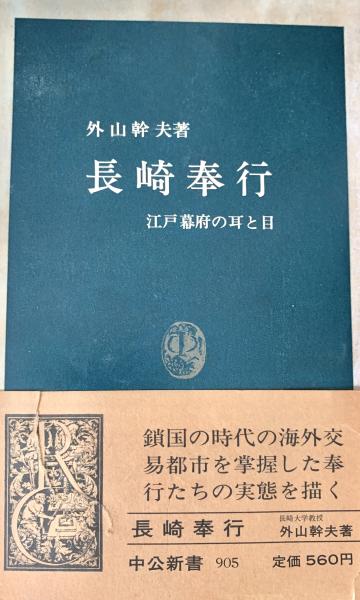 外山幹夫著
長崎奉行
江戸幕府の耳と目
鎖国の時代の海外交
易都市を掌握した奉
行たちの実態を描く
長崎奉行 長崎大学教授 外山幹夫著
中公新書 905 定価560円